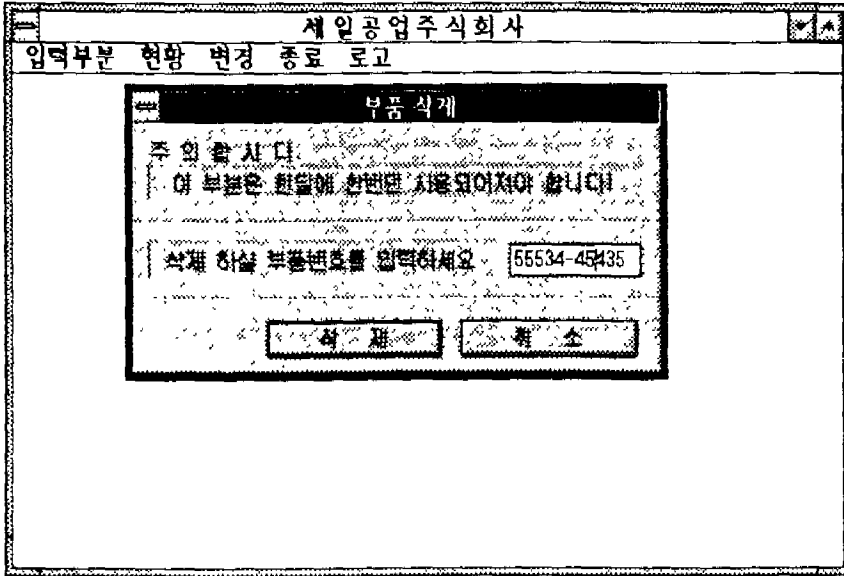 세일공업주식회사
입력부분 현황 변경 종료 로고
부품 삭제
주 의 합 시 다
이 부분은 한달에 한번만 사용되어져야 합니다!
삭제 하실 부품번호를 입력하세요 55534-45435
삭 제 취 소